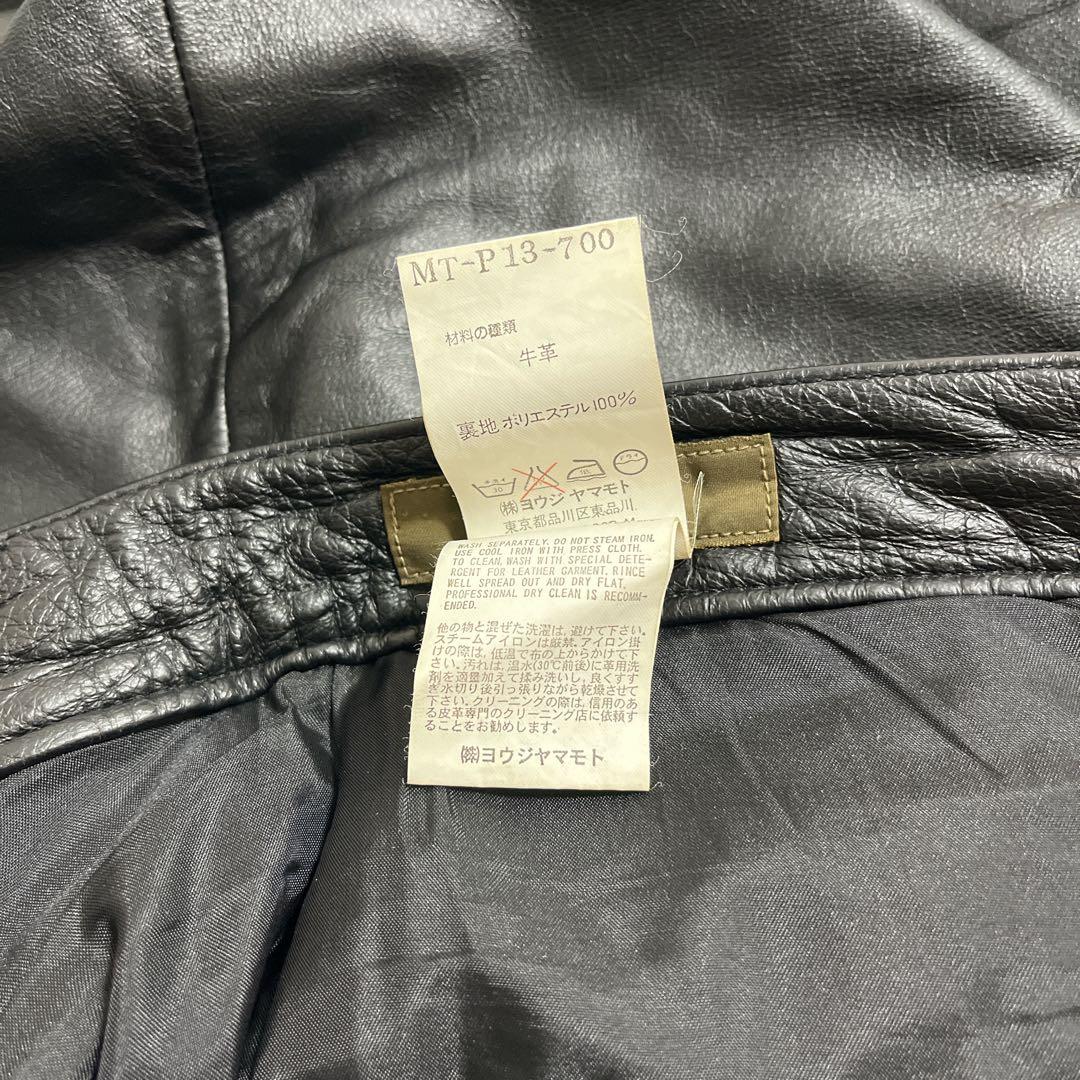 MT-P13-700
材料の種類
牛革
裏地 ポリエステル100%
ネライ ドライ
30 低
㈱ヨウジヤマモト
東京都品川区東品川
WASH SEPARATELY. DO NOT STEAM IRON.
USE COOL IRON WITH PRESS CLOTH.
TO CLEAN, WASH WITH SPECIAL DETE-
RGENT FOR LEATHER GARMENT. RINCE
WELL SPREAD OUT AND DRY FLAT.
PROFESSIONAL DRY CLEAN IS RECOMM-
ENDED.
他の物と混ぜた洗濯は、避けて下さい。
スチームアイロンは厳禁。アイロン掛
けの際は、低温で布の上からかけて下
さい。汚れは、温水(30℃前後)に革用洗
剤を適量加えて揉み洗いし、良くすす
ぎ水切り後引っ張りながら乾燥させて
下さい。クリーニングの際は、信用のあ
る皮革専門のクリーニング店に依頼す
ることをお勧めします。
㈱ヨウジヤマモト